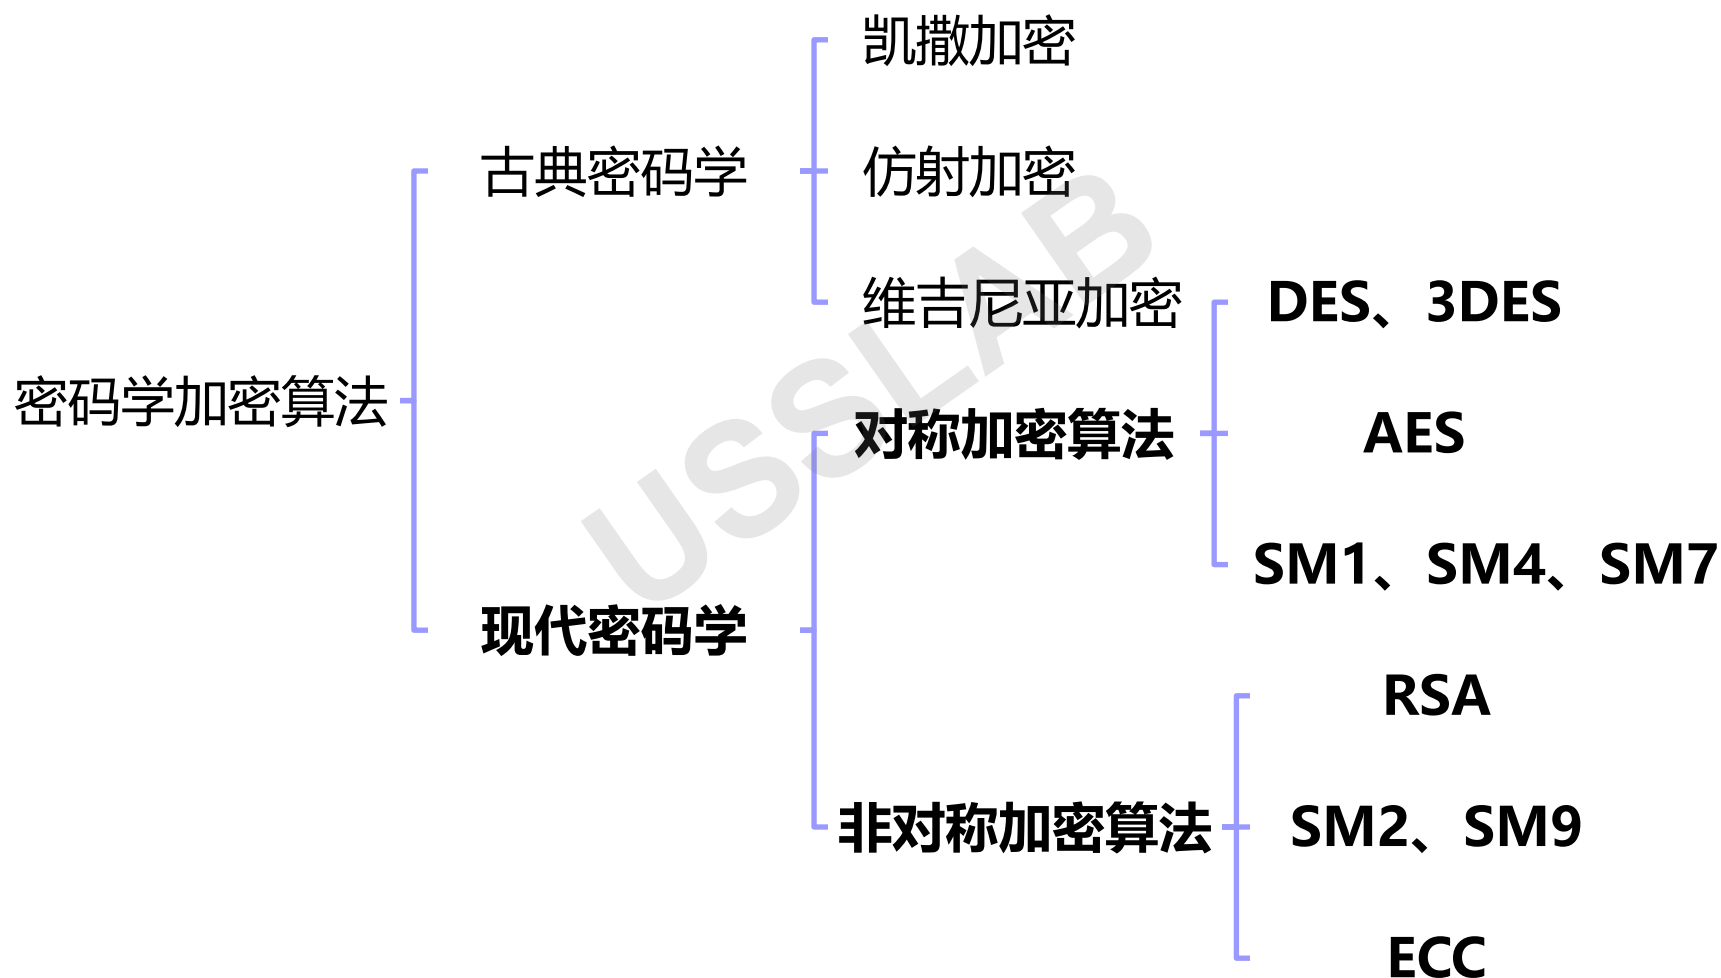 凯撒加密
古典密码学
仿射加密
维吉尼亚加密
DES、3DES
密码学加密算法
对称加密算法
AES
SM1、SM4、SM7
现代密码学
RSA
非对称加密算法
SM2、SM9
ECC
USSLAB